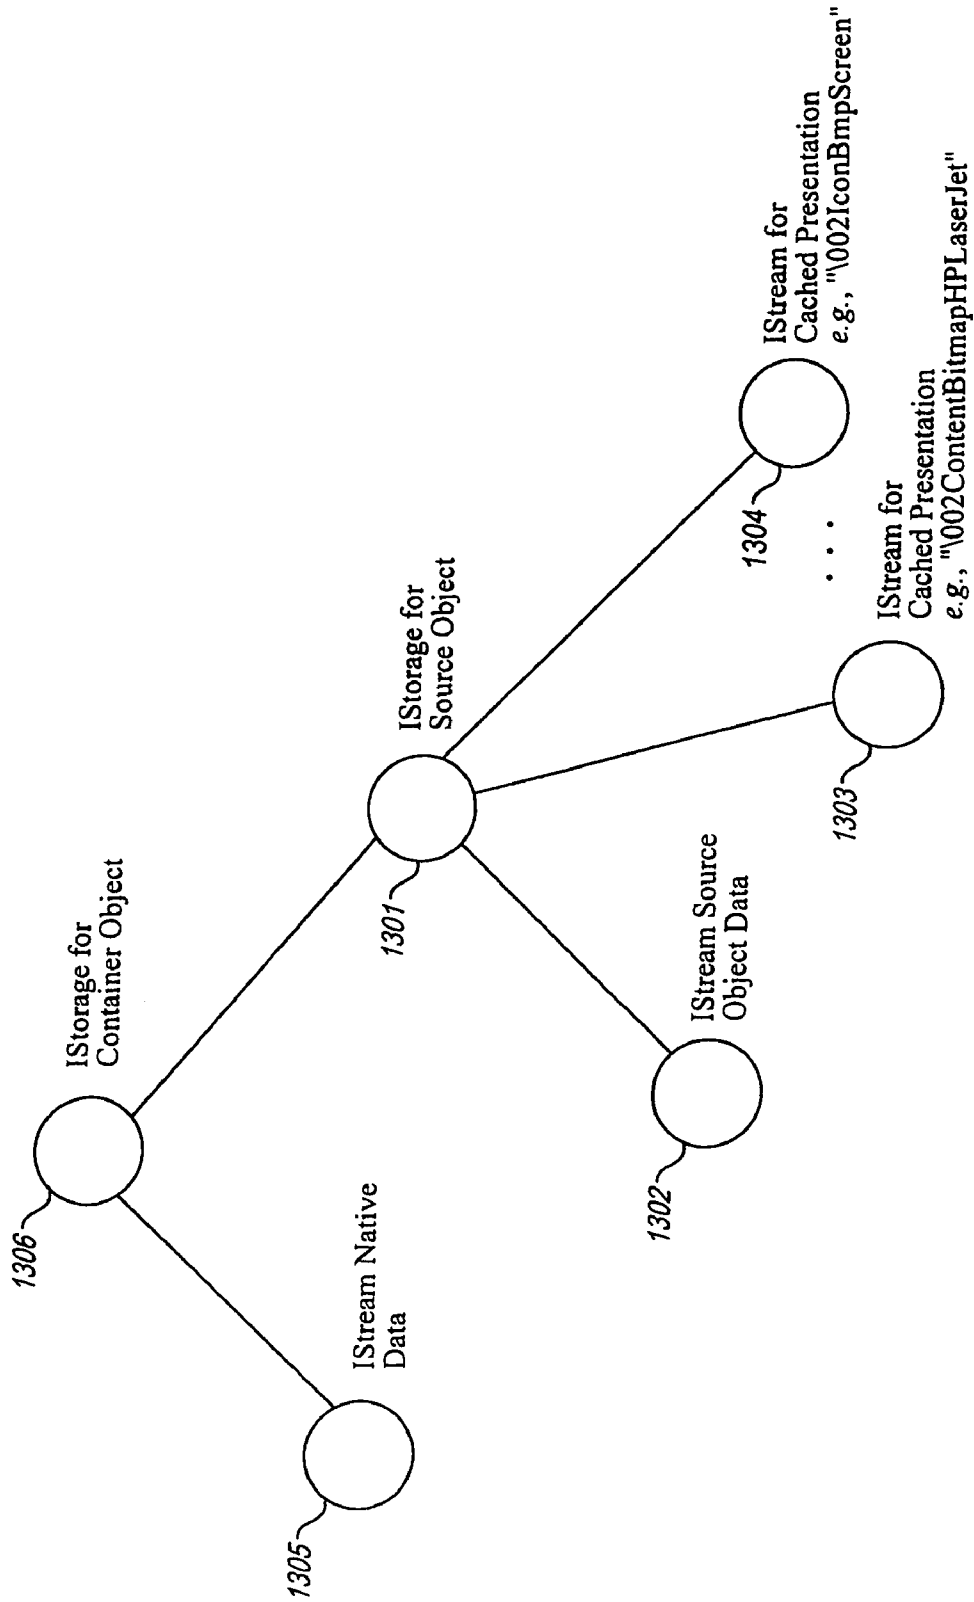 1306
IStorage for
Container Object
1305
IStream Native
Data
1301
IStorage for
Source Object
1302
IStream Source
Object Data
1303
IStream for
Cached Presentation
e.g., "\002ContentBitmapHPLaserJet"
. . .
1304
IStream for
Cached Presentation
e.g., "\002IconBmpScreen"